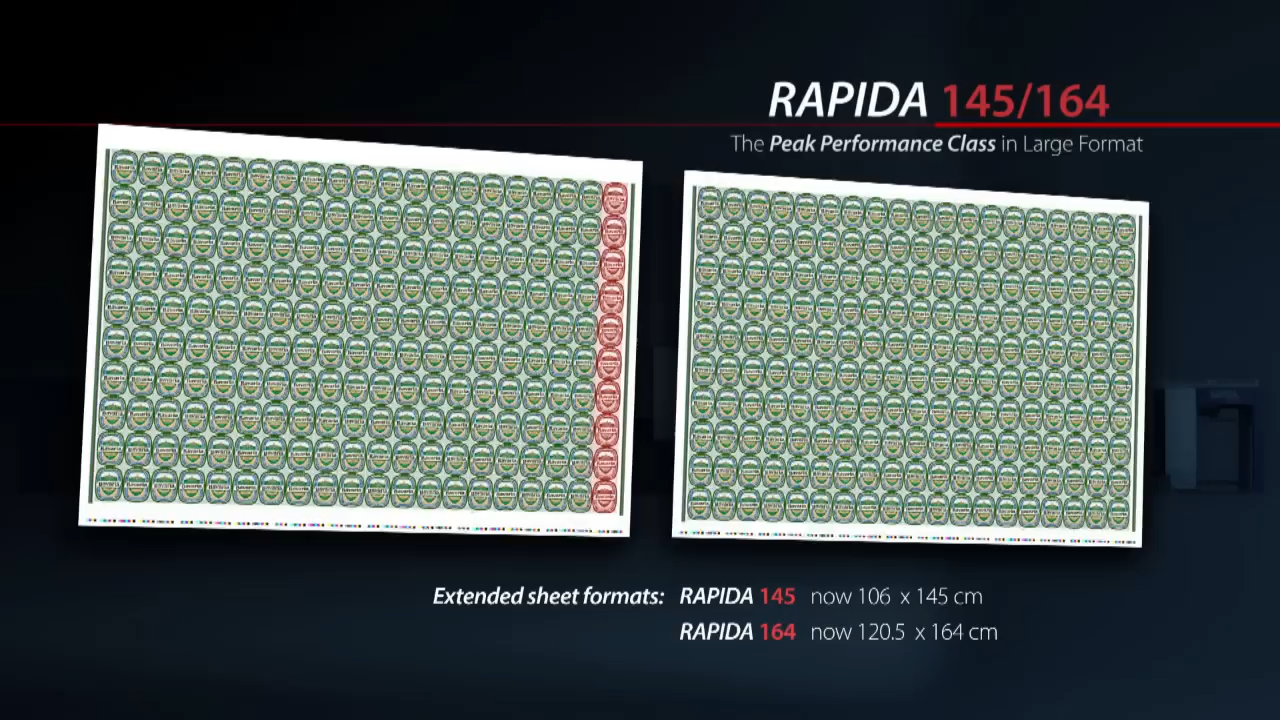 RAPIDA 145/164
The Peak Performance Class in Large Format
Extended sheet formats: RAPIDA 145 now 106 x 145 cm
RAPIDA 164 now 120.5 x 164 cm